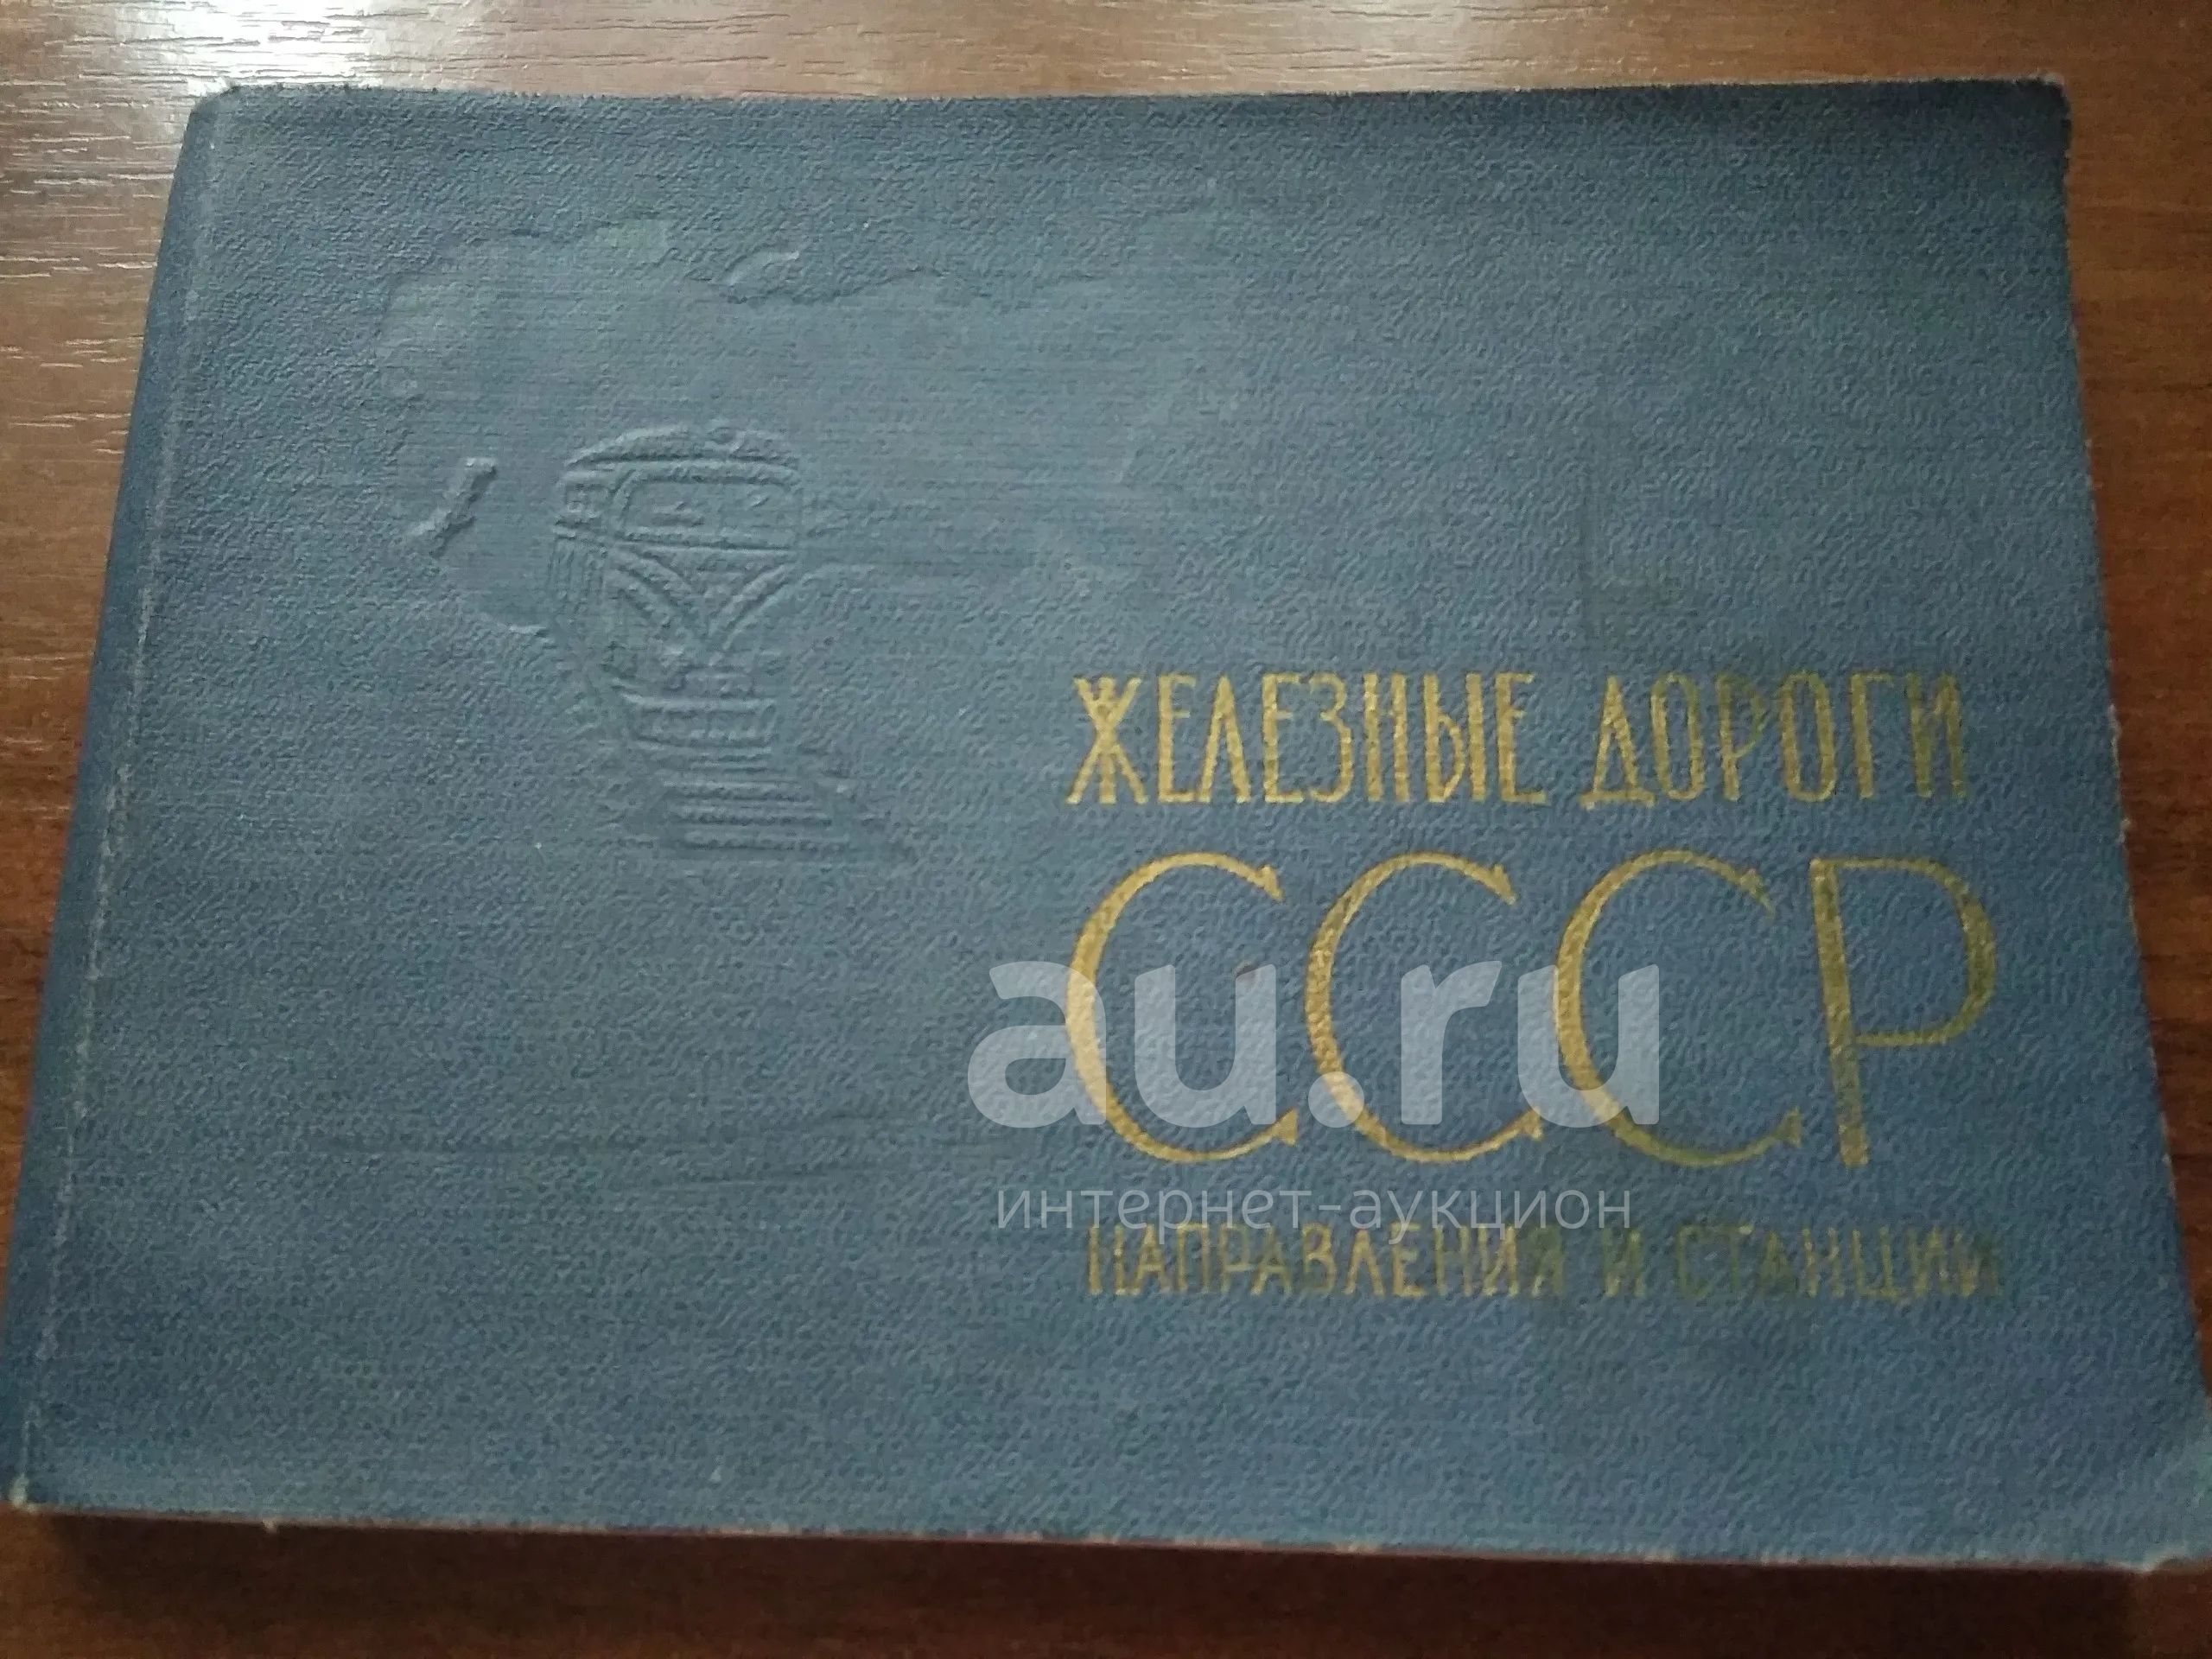 ЖЕЛЕЗНЫЕ ДОРОГИ
СССР
au.ru
интернет-аукцион
НАПРАВЛЕНИЯ И СТАНЦИИ